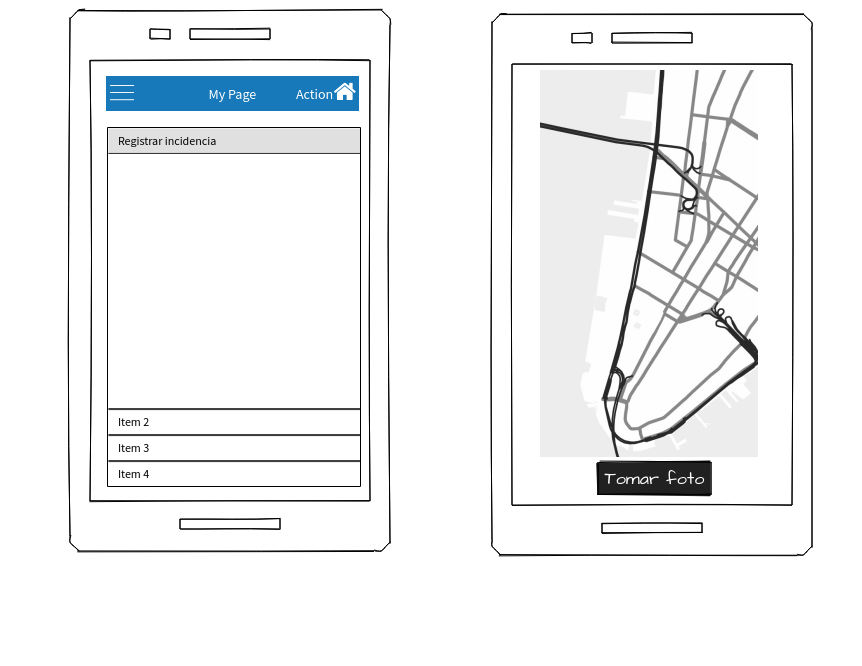 My Page Action
Registrar incidencia
Item 2
Item 3
Item 4
Tomar foto